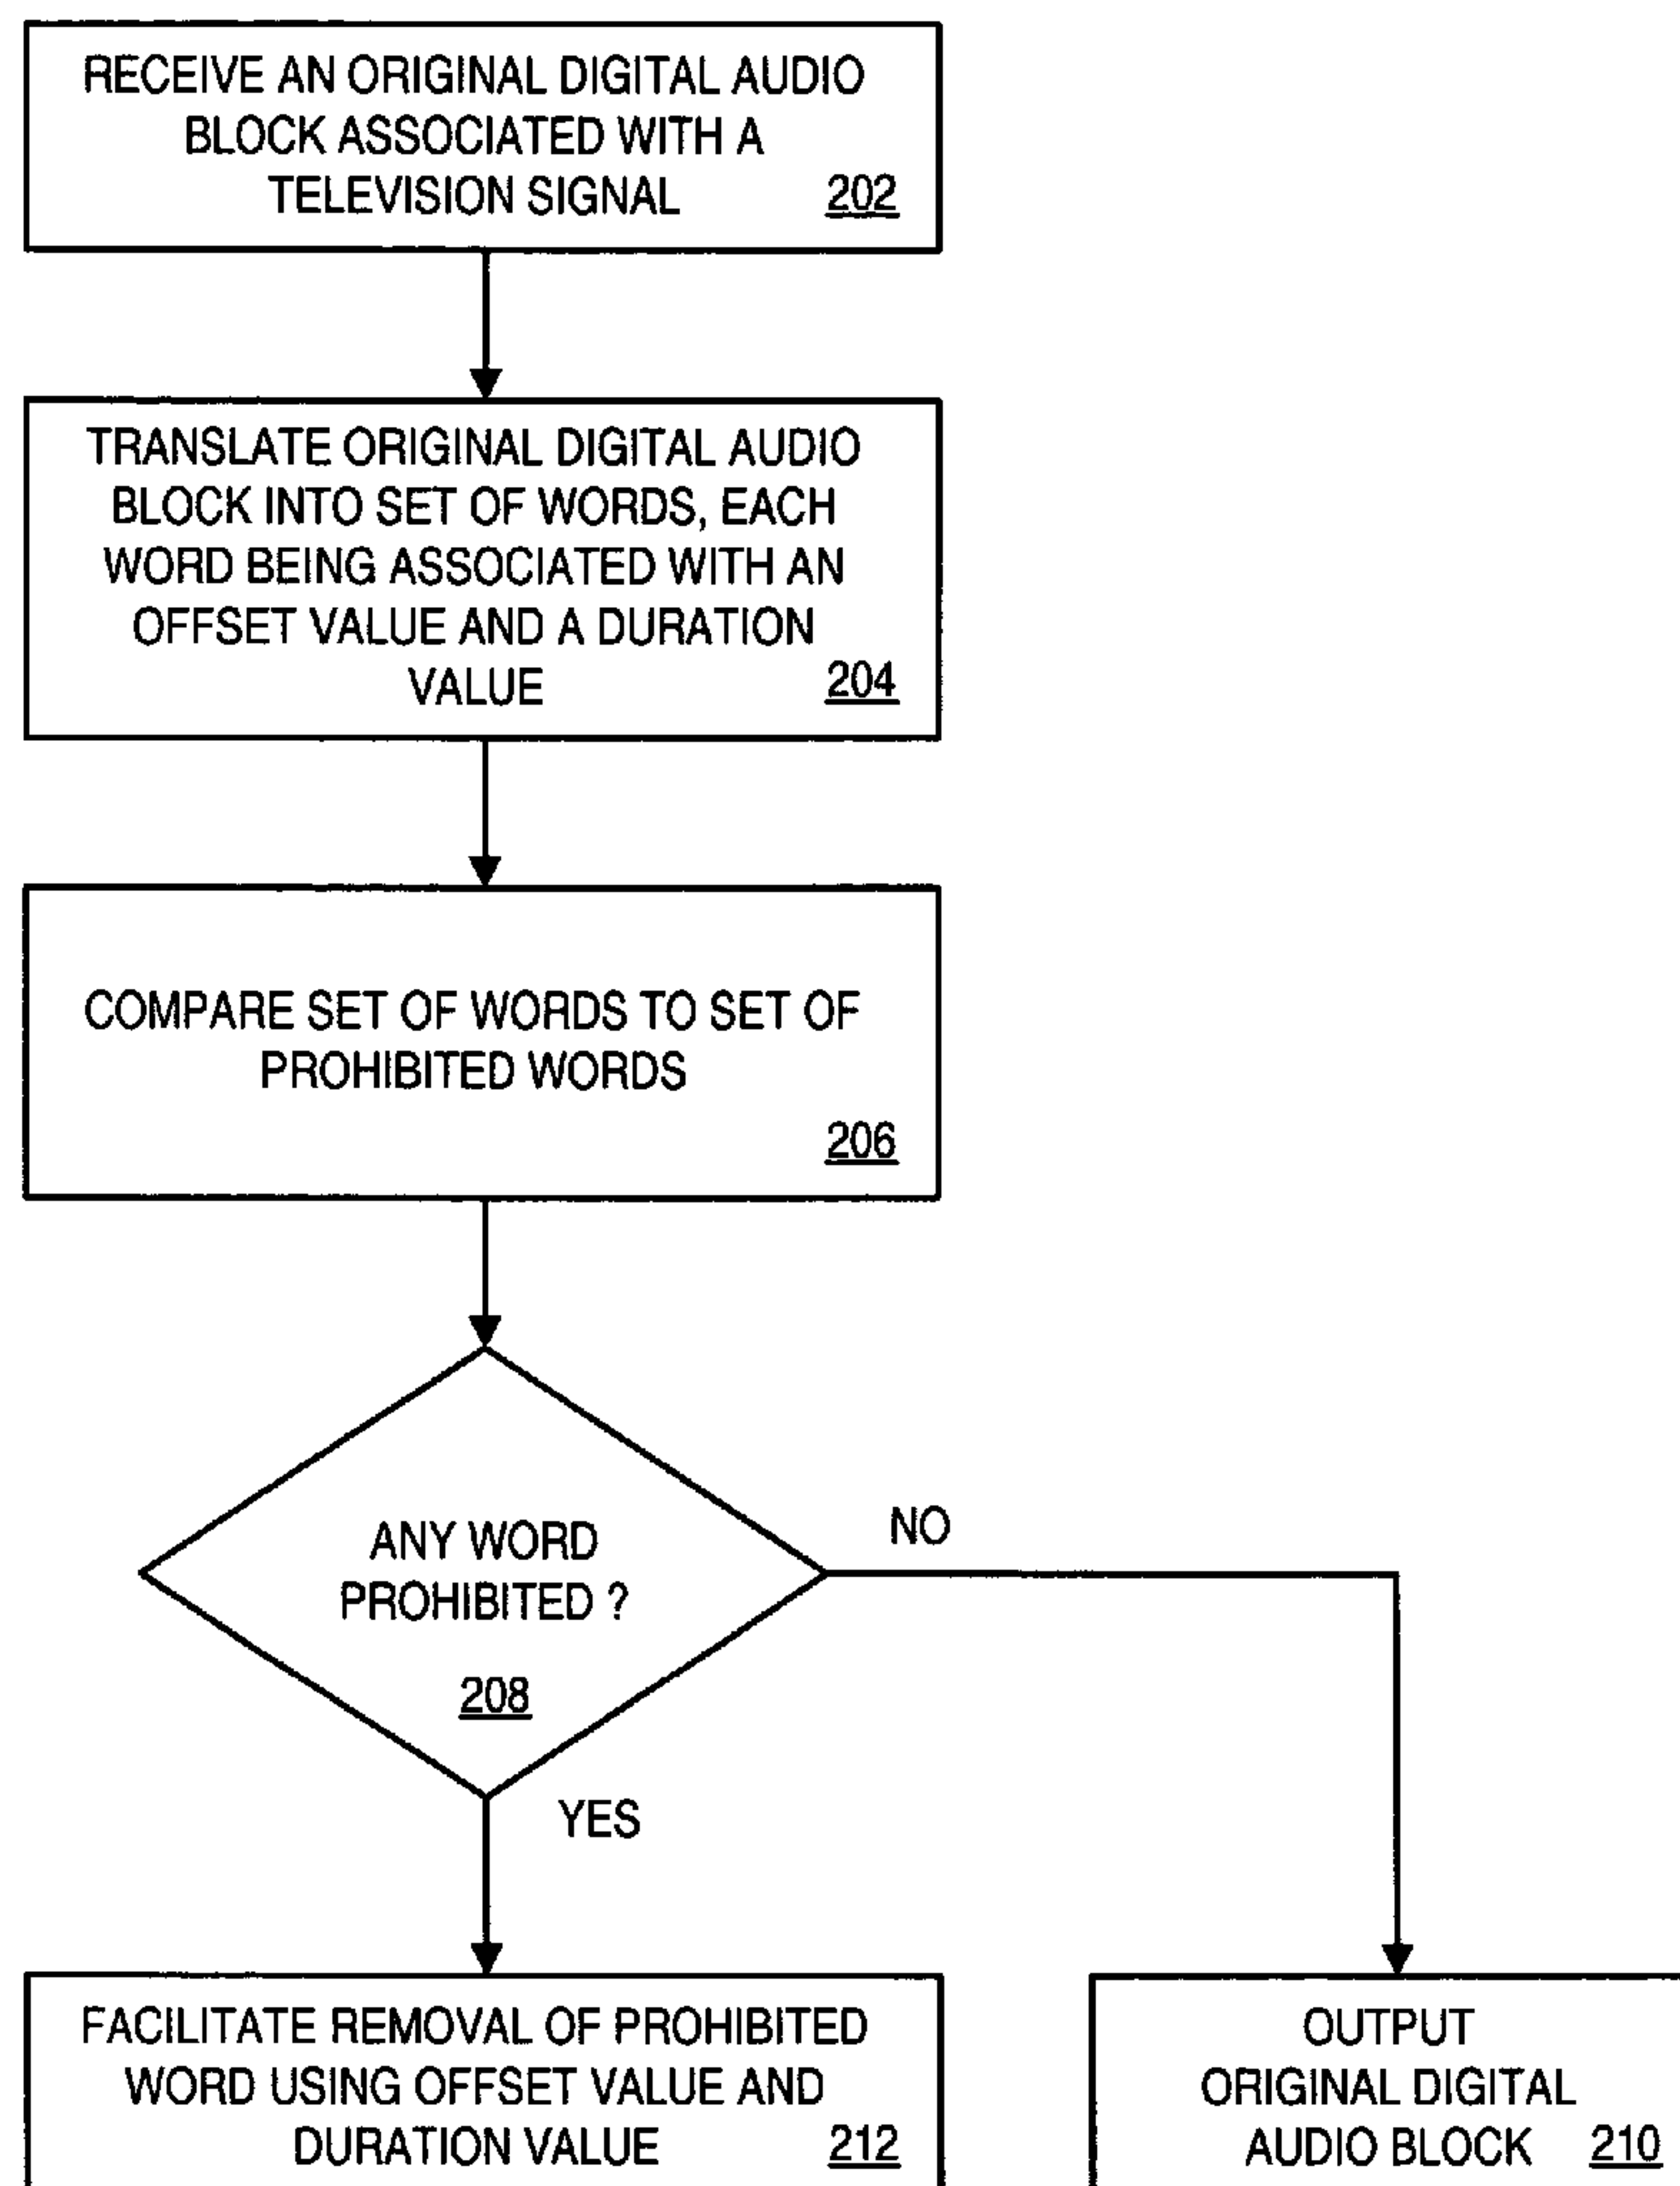 RECEIVE AN ORIGINAL DIGITAL AUDIO
BLOCK ASSOCIATED WITH A
TELEVISION SIGNAL 202
TRANSLATE ORIGINAL DIGITAL AUDIO
BLOCK INTO SET OF WORDS, EACH
WORD BEING ASSOCIATED WITH AN
OFFSET VALUE AND A DURATION
VALUE 204
COMPARE SET OF WORDS TO SET OF
PROHIBITED WORDS
206
ANY WORD
PROHIBITED ?
208
NO
YES
FACILITATE REMOVAL OF PROHIBITED
WORD USING OFFSET VALUE AND
DURATION VALUE 212
OUTPUT
ORIGINAL DIGITAL
AUDIO BLOCK 210